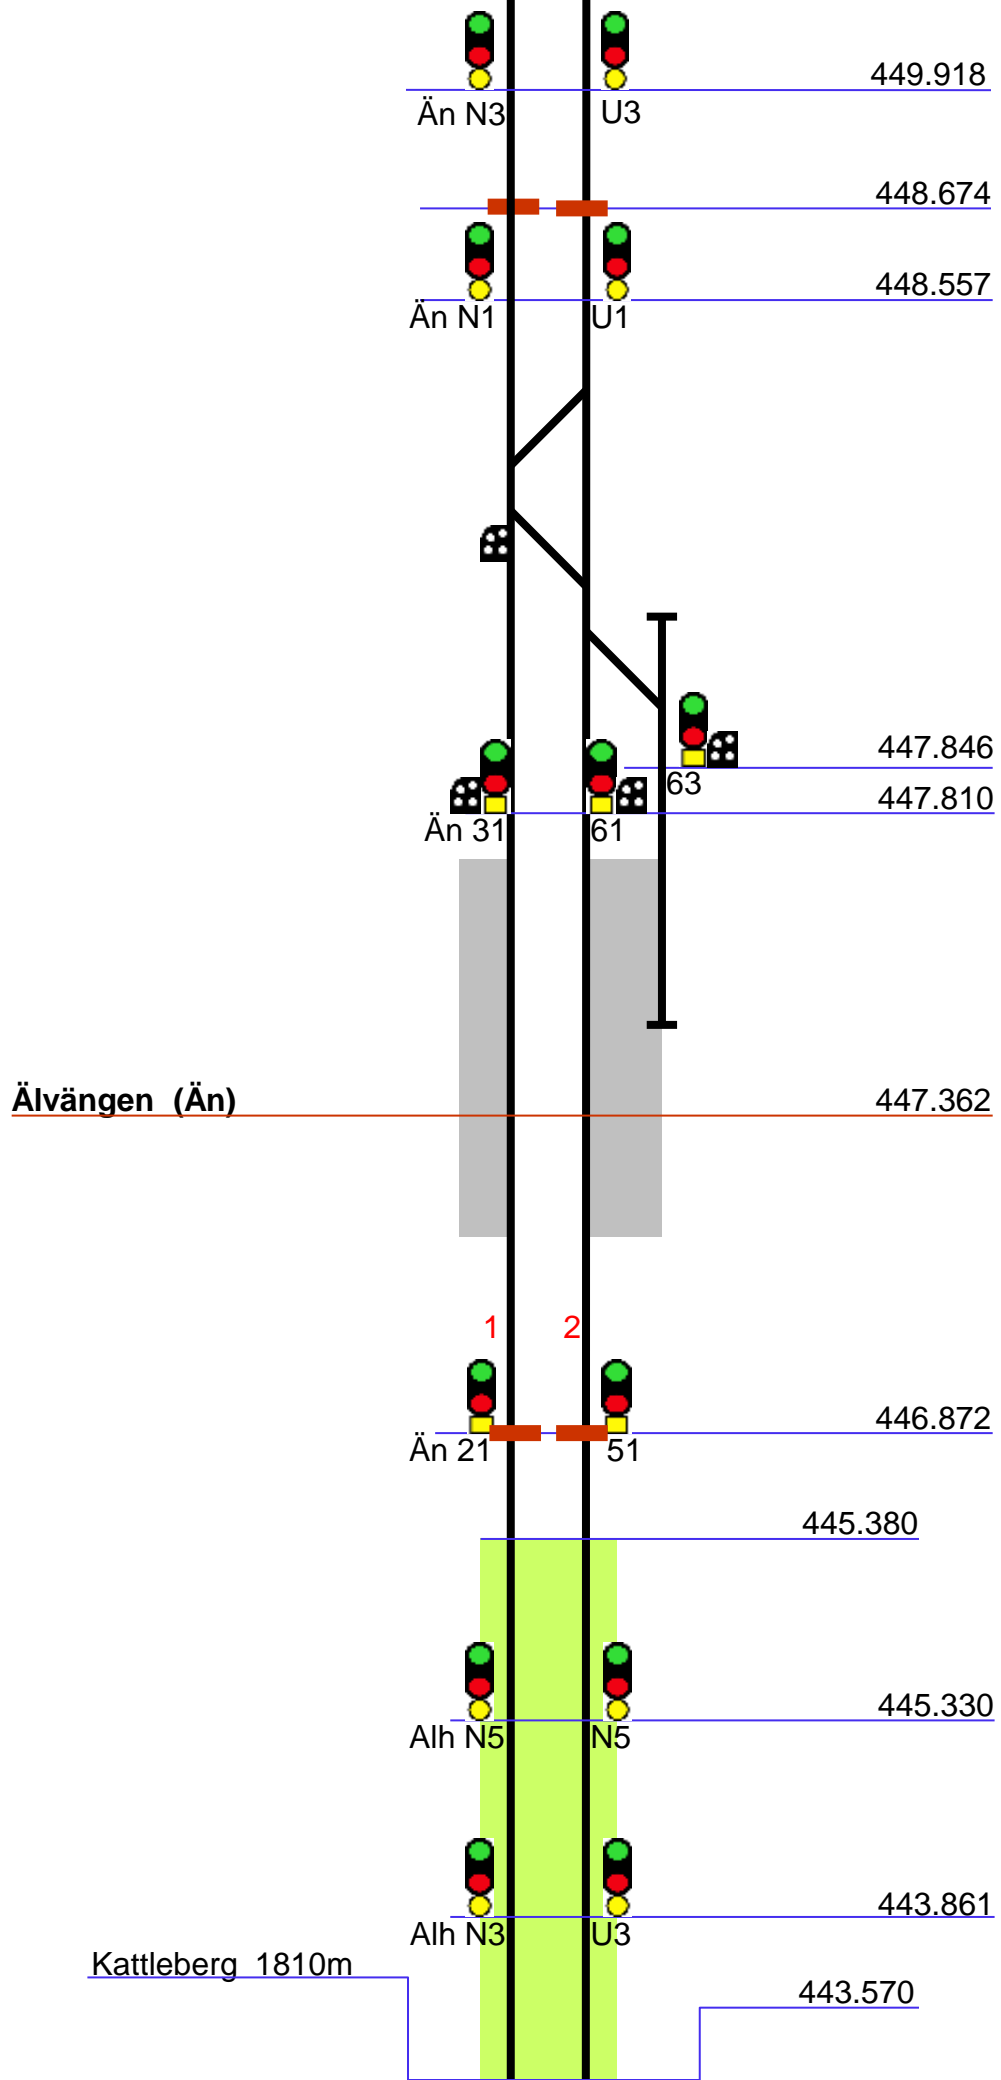 449.918
Än N3 U3
448.674
448.557
Än N1 U1
447.846
63
447.810
Än 31 61
Älvängen (Än) 447.362
1 2
446.872
Än 21 51
445.380
445.330
Alh N5 N5
443.861
Alh N3 U3
Kattleberg 1810m
443.570